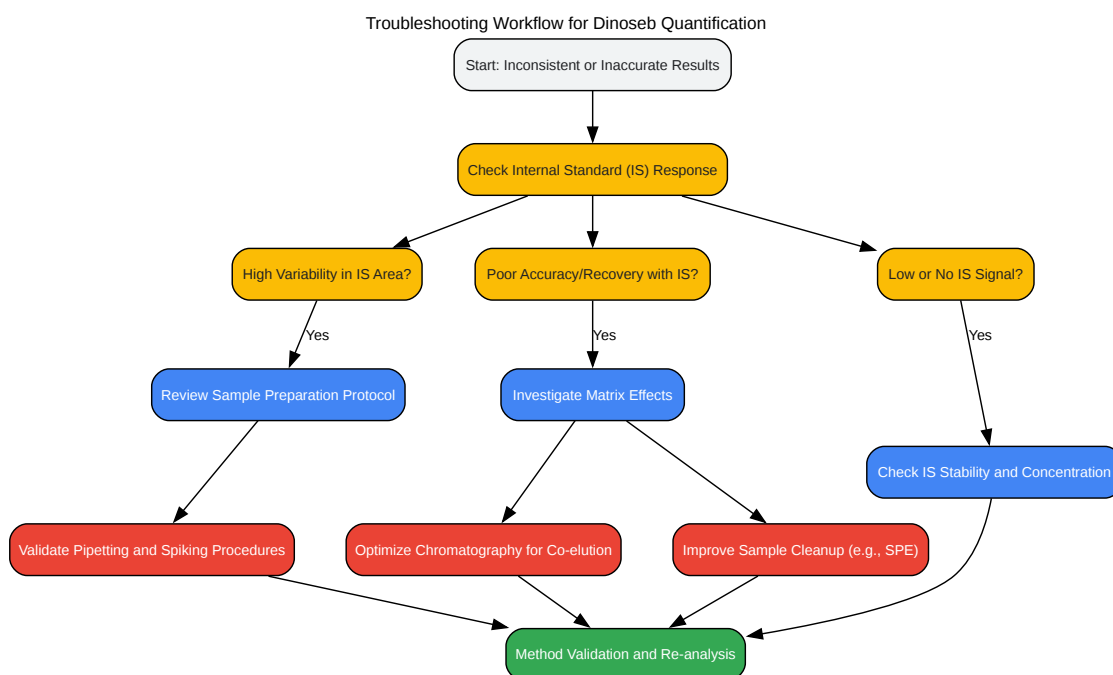 Troubleshooting Workflow for Dinoseb Quantification
Start: Inconsistent or Inaccurate Results
Check Internal Standard (IS) Response
High Variability in IS Area?
Poor Accuracy/Recovery with IS?
Low or No IS Signal?
Yes
Yes
Yes
Review Sample Preparation Protocol
Investigate Matrix Effects
Check IS Stability and Concentration
Validate Pipetting and Spiking Procedures
Optimize Chromatography for Co-elution
Improve Sample Cleanup (e.g., SPE)
Method Validation and Re-analysis